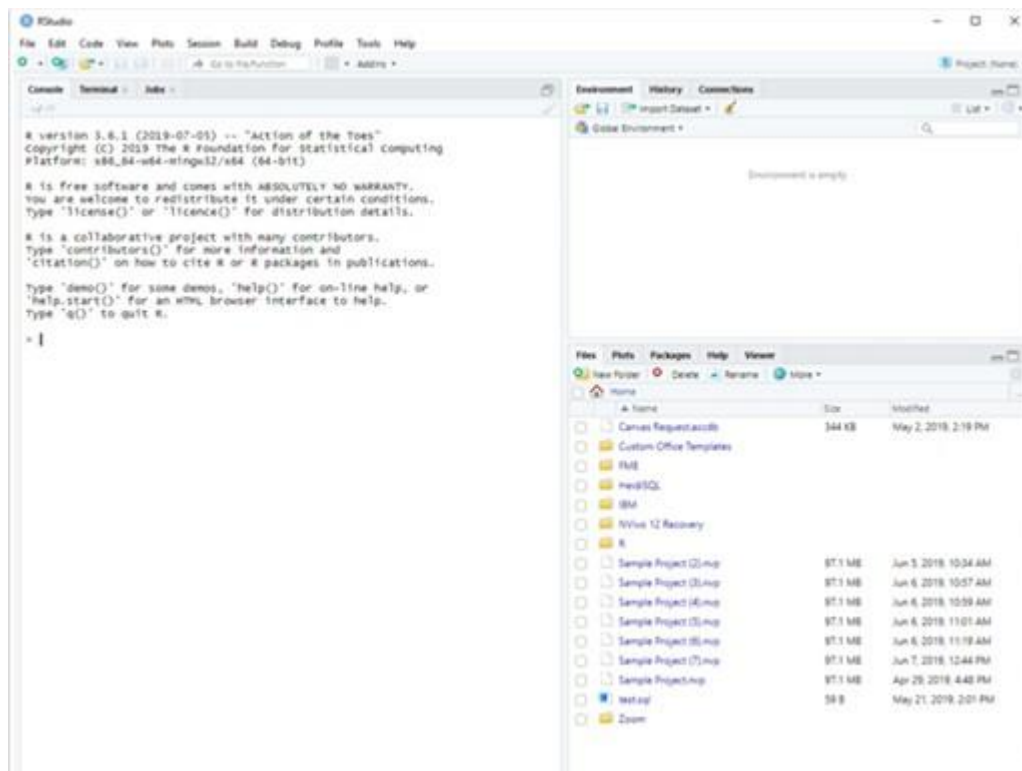 RStudio
File Edit Code View Plots Session Build Debug Profile Tools Help
Go to file/function Addins
Project: (None)
Console Terminal Jobs
R version 3.6.1 (2019-07-05) -- "Action of the Toes"
Copyright (C) 2019 The R Foundation for Statistical Computing
Platform: x86_64-w64-mingw32/x64 (64-bit)
R is free software and comes with ABSOLUTELY NO WARRANTY.
You are welcome to redistribute it under certain conditions.
Type 'license()' or 'licence()' for distribution details.
R is a collaborative project with many contributors.
Type 'contributors()' for more information and
'citation()' on how to cite R or R packages in publications.
Type 'demo()' for some demos, 'help()' for on-line help, or
'help.start()' for an HTML browser interface to help.
Type 'q()' to quit R.
>
Environment History Connections
Import Dataset List
Global Environment
Environment is empty
Files Plots Packages Help Viewer
New Folder Delete Rename More
Home
Name Size Modified
Canvas Request.accdb 344 KB May 2, 2019, 2:19 PM
Custom Office Templates
FME
HeidiSQL
IBM
NVivo 12 Recovery
R
Sample Project (2).nvp 97.1 MB Jun 5, 2019, 10:34 AM
Sample Project (3).nvp 97.1 MB Jun 6, 2019, 10:57 AM
Sample Project (4).nvp 97.1 MB Jun 6, 2019, 10:59 AM
Sample Project (5).nvp 97.1 MB Jun 6, 2019, 11:01 AM
Sample Project (6).nvp 97.1 MB Jun 6, 2019, 11:19 AM
Sample Project (7).nvp 97.1 MB Jun 7, 2019, 12:44 PM
Sample Project.nvp 97.1 MB Apr 29, 2019, 4:48 PM
test.sql 59 B May 21, 2019, 2:01 PM
Zoom